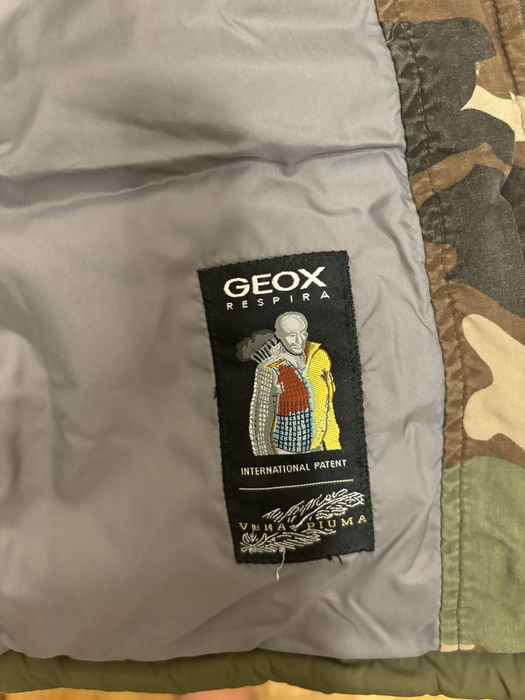 GEOX
RESPIRA
INTERNATIONAL PATENT
VERA PIUMA